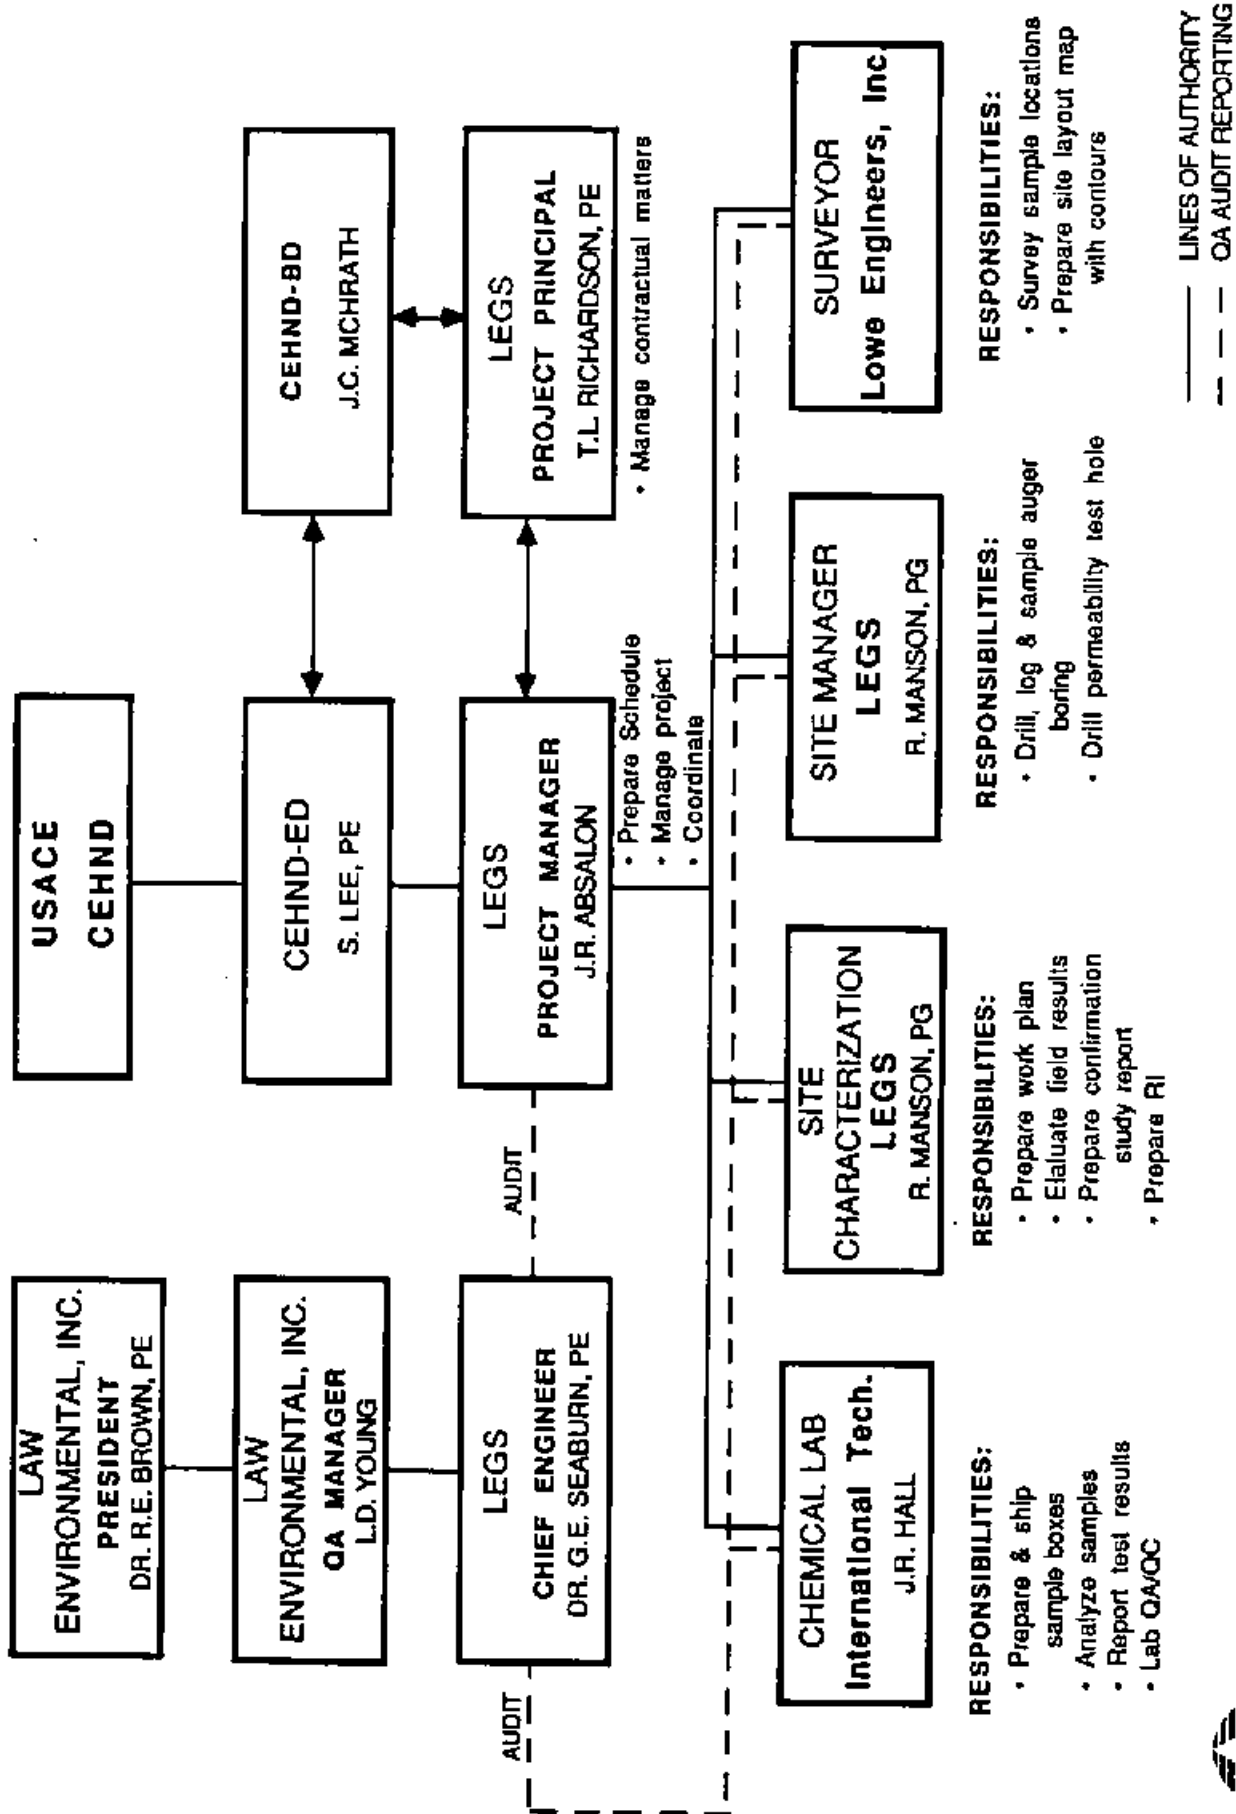 LAW
ENVIRONMENTAL, INC.
PRESIDENT
DR. R.E. BROWN, PE
USACE
CEHND
LAW
ENVIRONMENTAL, INC.
QA MANAGER
L.D. YOUNG
CEHND-ED
S. LEE, PE
CEHND-BD
J.C. MCHRATH
LEGS
CHIEF ENGINEER
DR. G.E. SEABURN, PE
AUDIT
LEGS
PROJECT MANAGER
J.R. ABSALON
LEGS
PROJECT PRINCIPAL
T.L. RICHARDSON, PE
AUDIT
• Prepare Schedule
• Manage project
• Coordinate
• Manage contractual matters
CHEMICAL LAB
International Tech.
J.R. HALL
SITE
CHARACTERIZATION
LEGS
R. MANSON, PG
SITE MANAGER
LEGS
R. MANSON, PG
SURVEYOR
Lowe Engineers, Inc
RESPONSIBILITIES:
• Prepare & ship
sample boxes
• Analyze samples
• Report test results
• Lab QA/QC
RESPONSIBILITIES:
• Prepare work plan
• Elaluate field results
• Prepare confirmation
study report
• Prepare RI
RESPONSIBILITIES:
• Drill, log & sample auger
boring
• Drill permeability test hole
RESPONSIBILITIES:
• Survey sample locations
• Prepare site layout map
with contours
LINES OF AUTHORITY
QA AUDIT REPORTING